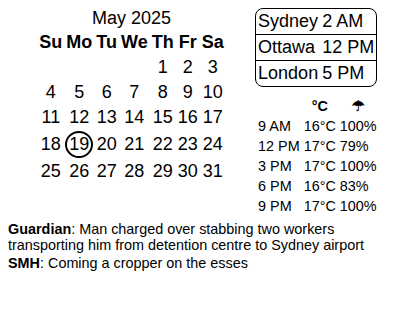 May 2025
Su Mo Tu We Th Fr Sa
1 2 3
4 5 6 7 8 9 10
11 12 13 14 15 16 17
18 19 20 21 22 23 24
25 26 27 28 29 30 31
Sydney 2 AM
Ottawa 12 PM
London 5 PM
°C ☂
9 AM 16°C 100%
12 PM 17°C 79%
3 PM 17°C 100%
6 PM 16°C 83%
9 PM 17°C 100%
Guardian: Man charged over stabbing two workers
transporting him from detention centre to Sydney airport
SMH: Coming a cropper on the esses